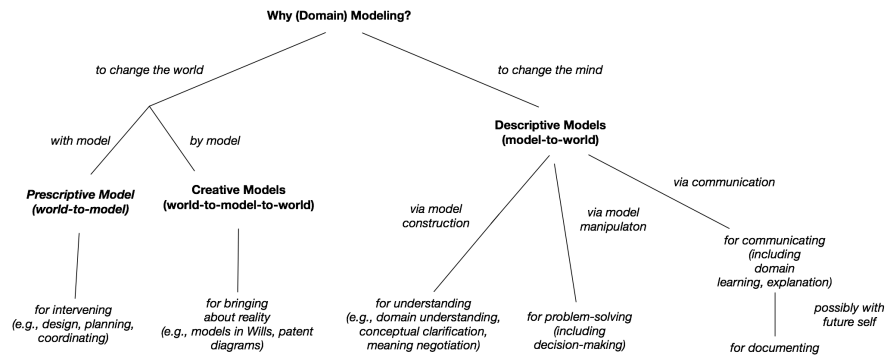 Why (Domain) Modeling?
to change the world
to change the mind
Descriptive Models
(model-to-world)
with model
by model
Prescriptive Model
(world-to-model)
Creative Models
(world-to-model-to-world)
via communication
via model
construction
via model
manipulaton
for communicating
(including
domain
learning, explanation)
for intervening
(e.g., design, planning,
coordinating)
for bringing
about reality
(e.g., models in Wills, patent
diagrams)
for understanding
(e.g., domain understanding,
conceptual clarification,
meaning negotiation)
for problem-solving
(including
decision-making)
possibly with
future self
for documenting